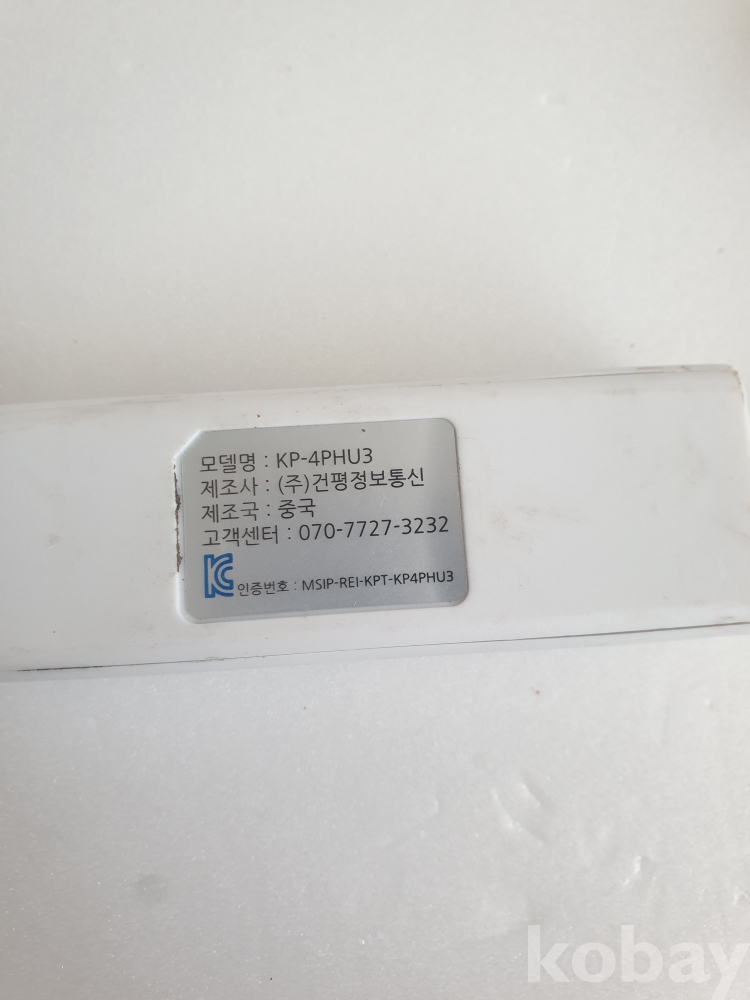 모델명 : KP-4PHU3
제조사 : (주)건평정보통신
제조국 : 중국
고객센터 : 070-7727-3232
KC 인증번호 : MSIP-REI-KPT-KP4PHU3
kobay